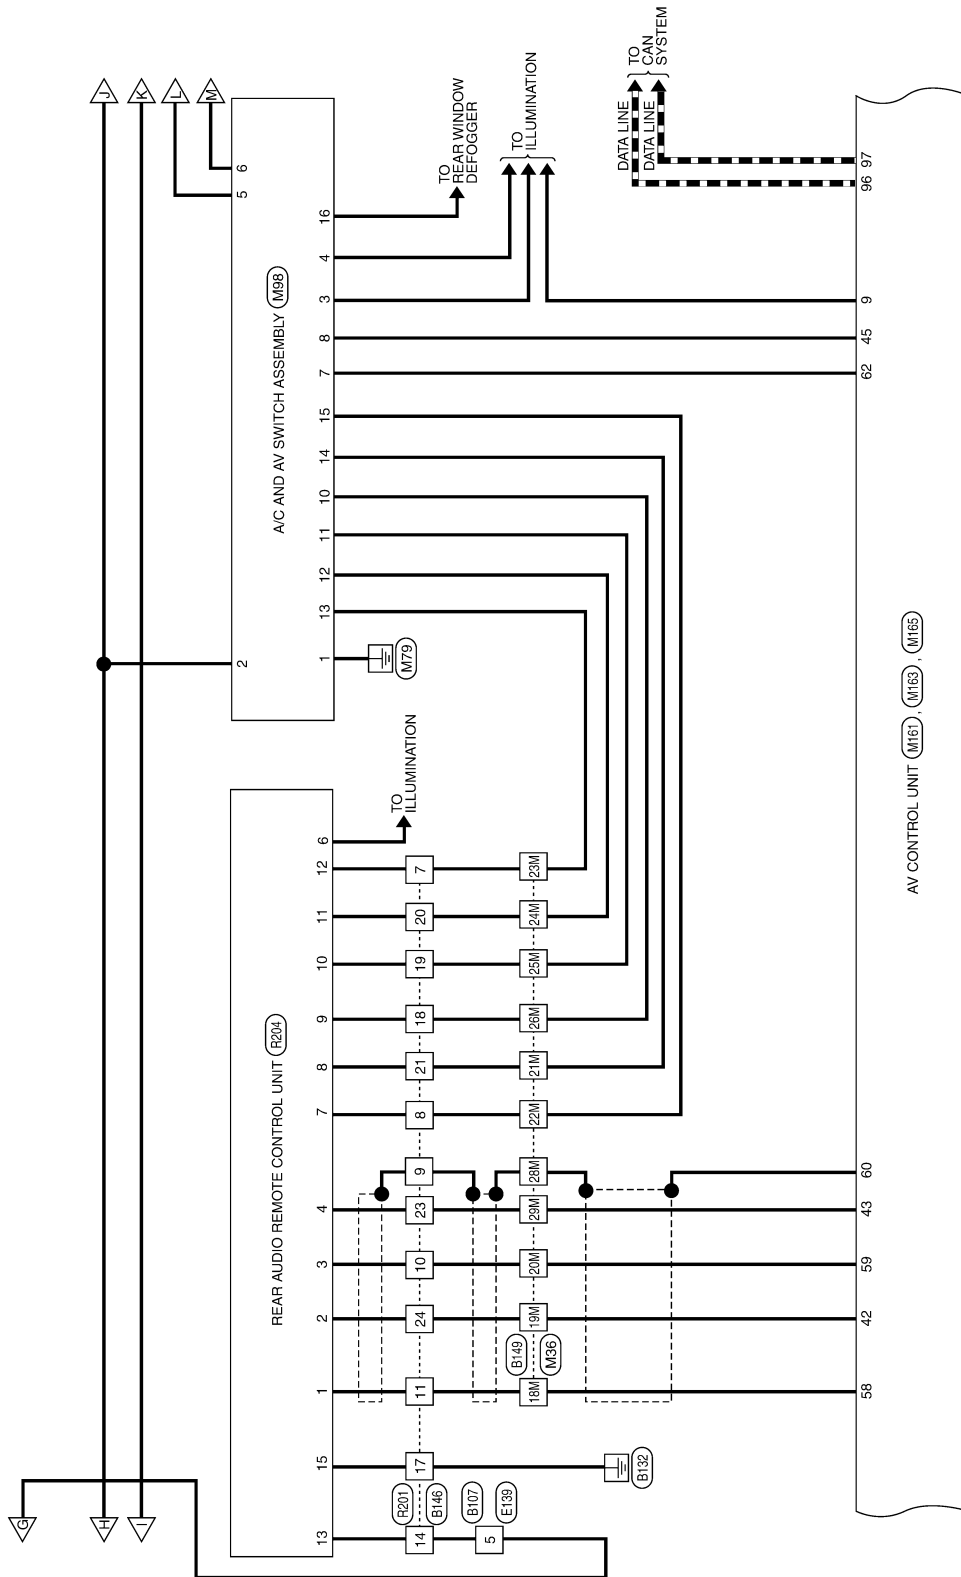 J
K
L
M
H
I
G
6
5
2
A/C AND AV SWITCH ASSEMBLY M98
16
4
3
8
7
15
14
10
11
12
13
1
M79
TO
REAR WINDOW
DEFOGGER
TO
ILLUMINATION
DATA LINE
DATA LINE
TO
CAN
SYSTEM
REAR AUDIO REMOTE CONTROL UNIT R204
6
12
11
10
9
8
7
4
3
2
1
15
13
TO
ILLUMINATION
7
20
19
18
21
8
9
23
10
24
11
17
14
R201
B146
B107
E139
5
23M
24M
25M
26M
21M
22M
28M
29M
20M
19M
18M
B149
M36
B132
97
96
9
45
62
60
43
59
42
58
AV CONTROL UNIT M161 , M163 , M165